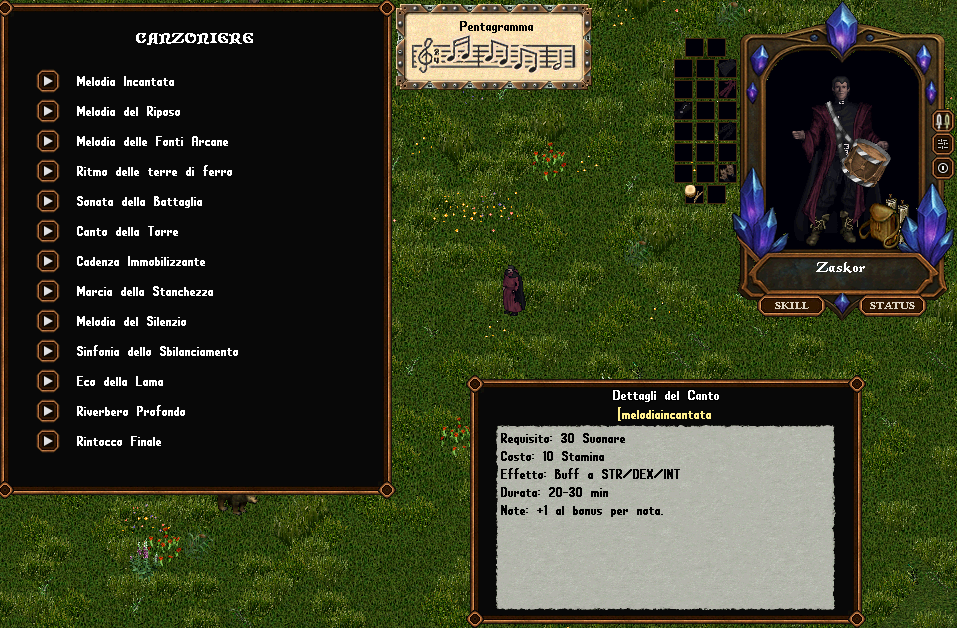 CANZONIERE
Melodia Incantata
Melodia del Riposo
Melodia delle Fonti Arcane
Ritmo delle terre di ferro
Sonata della Battaglia
Canto della Torre
Cadenza Immobilizzante
Marcia della Stanchezza
Melodia del Silenzio
Sinfonia dello Sbilanciamento
Eco della Lama
Riverbero Profondo
Rintocco Finale
Pentagramma
Zaskor
SKILL
STATUS
Dettagli del Canto
[melodiaincantata
Requisito: 30 Suonare
Costo: 10 Stamina
Effetto: Buff a STR/DEX/INT
Durata: 20-30 min
Note: +1 al bonus per nota.